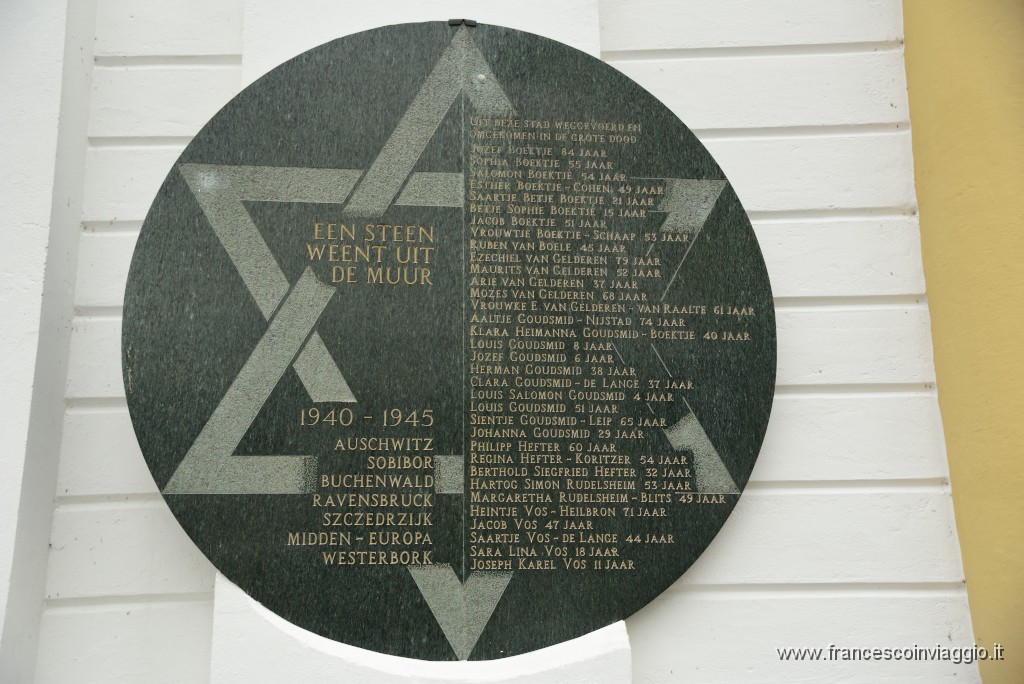 EEN STEEN
WEENT UIT
DE MUUR
1940 - 1945
AUSCHWITZ
SOBIBOR
BUCHENWALD
RAVENSBRÜCK
SZCZEDRZIJK
MIDDEN - EUROPA
WESTERBORK
UIT DEZE STAD WEGGEVOERD EN
OMGEKOMEN IN DE GROTE DOOD
JOZEF BOEKTJE 84 JAAR
SOPHIA BOEKTJE 55 JAAR
SALOMON BOEKTJE 54 JAAR
ESTHER BOEKTJE - COHEN 49 JAAR
SAARTJE BETJE BOEKTJE 21 JAAR
BETJE SOPHIE BOEKTJE 15 JAAR
JACOB BOEKTJE 51 JAAR
VROUWTJE BOEKTJE - SCHAAP 53 JAAR
RUBEN VAN BOELE 45 JAAR
EZECHIEL VAN GELDEREN 79 JAAR
MAURITS VAN GELDEREN 52 JAAR
ARIE VAN GELDEREN 37 JAAR
MOZES VAN GELDEREN 68 JAAR
VROUWKE E. VAN GELDEREN - VAN RAALTE 61 JAAR
AALTJE GOUDSMID - NIJSTAD 74 JAAR
KLARA HEIMANNA GOUDSMID - BOEKTJE 40 JAAR
LOUIS GOUDSMID 8 JAAR
JOZEF GOUDSMID 6 JAAR
HERMAN GOUDSMID 38 JAAR
CLARA GOUDSMID - DE LANGE 37 JAAR
LOUIS SALOMON GOUDSMID 4 JAAR
LOUIS GOUDSMID 51 JAAR
SIENTJE GOUDSMID - LEIP 65 JAAR
JOHANNA GOUDSMID 29 JAAR
PHILIPP HEFTER 60 JAAR
REGINA HEFTER - KORITZER 54 JAAR
BERTHOLD SIEGFRIED HEFTER 32 JAAR
HARTOG SIMON RUDELSHEIM 53 JAAR
MARGARETHA RUDELSHEIM - BLITS 49 JAAR
HEINTJE VOS - HEILBRON 71 JAAR
JACOB VOS 47 JAAR
SAARTJE VOS - DE LANGE 44 JAAR
SARA LINA VOS 18 JAAR
JOSEPH KAREL VOS 11 JAAR
www.francescoinviaggio.it